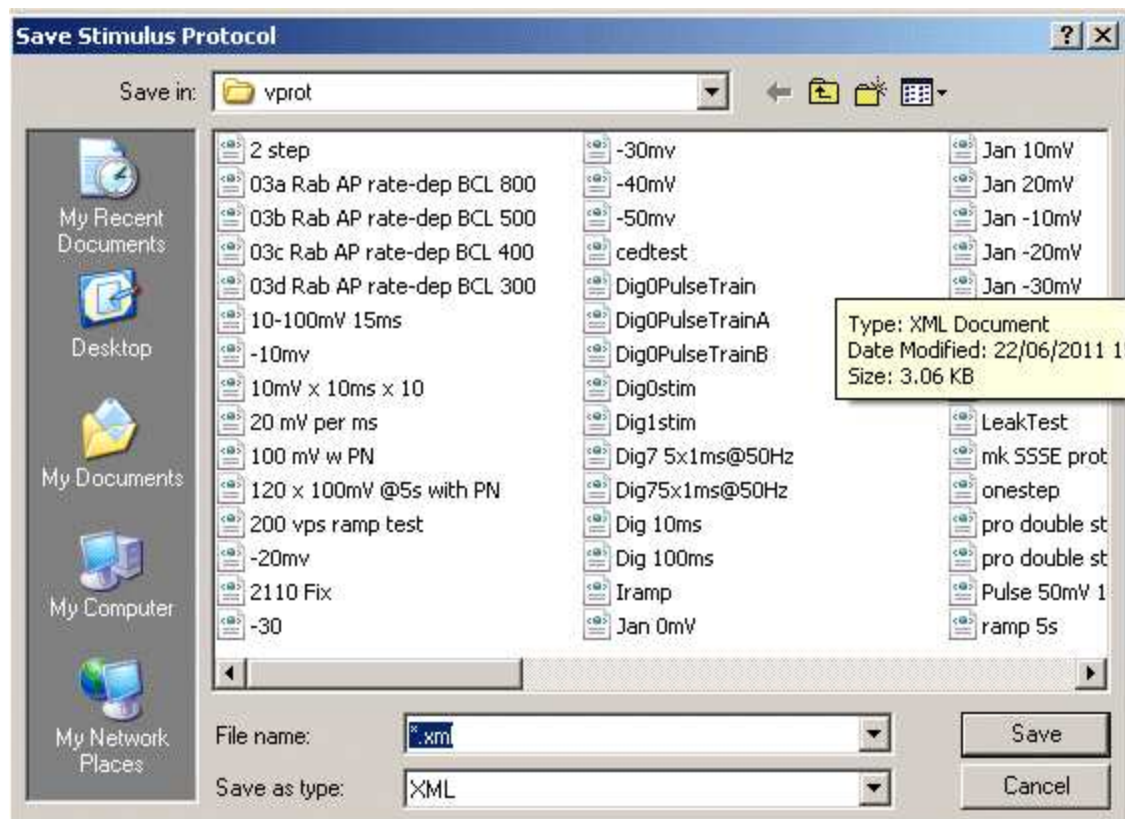 Save Stimulus Protocol
Save in:
vprot
My Recent
Documents
Desktop
My Documents
My Computer
My Network
Places
2 step
03a Rab AP rate-dep BCL 800
03b Rab AP rate-dep BCL 500
03c Rab AP rate-dep BCL 400
03d Rab AP rate-dep BCL 300
10-100mV 15ms
-10mv
10mV x 10ms x 10
20 mV per ms
100 mV w PN
120 x 100mV @5s with PN
200 vps ramp test
-20mv
2110 Fix
-30
-30mv
-40mV
-50mv
cedtest
Dig0PulseTrain
Dig0PulseTrainA
Dig0PulseTrainB
Dig0stim
Dig1stim
Dig7 5x1ms@50Hz
Dig75x1ms@50Hz
Dig 10ms
Dig 100ms
Iramp
Jan 0mV
Jan 10mV
Jan 20mV
Jan -10mV
Jan -20mV
Jan -30mV
Type: XML Document
Date Modified: 22/06/2011 1
Size: 3.06 KB
LeakTest
mk SSSE prot
onestep
pro double st
pro double st
Pulse 50mV 1
ramp 5s
File name:
*.xml
Save
Save as type:
XML
Cancel